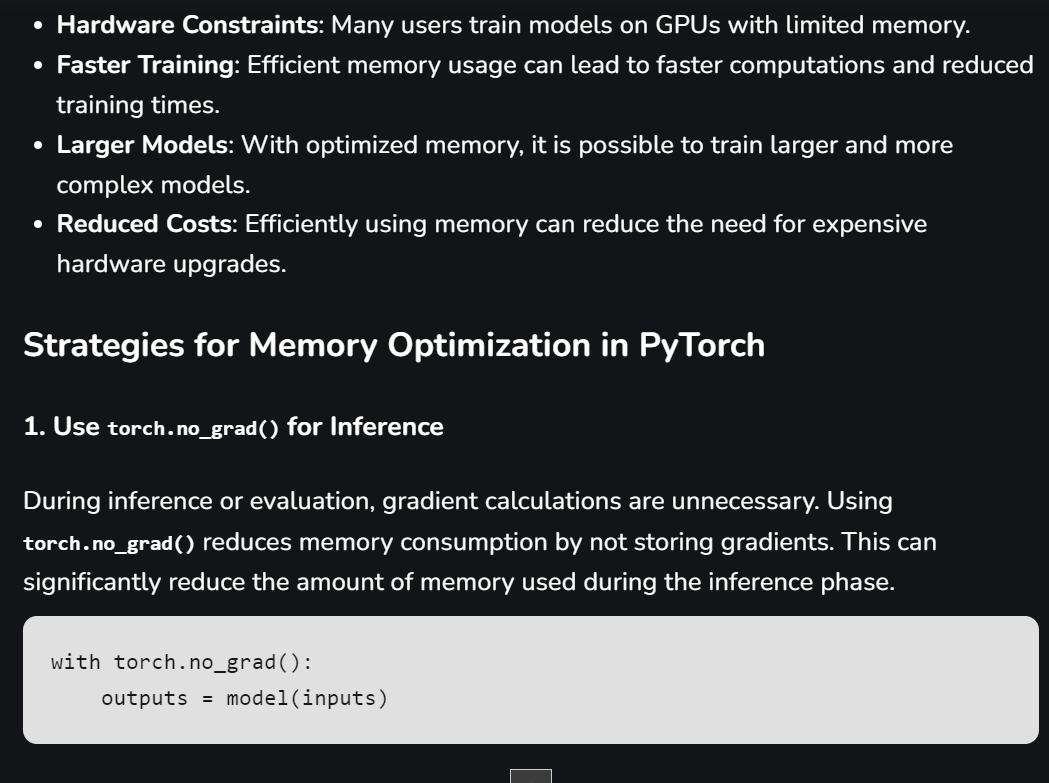 • Hardware Constraints: Many users train models on GPUs with limited memory.
• Faster Training: Efficient memory usage can lead to faster computations and reduced
training times.
• Larger Models: With optimized memory, it is possible to train larger and more
complex models.
• Reduced Costs: Efficiently using memory can reduce the need for expensive
hardware upgrades.
Strategies for Memory Optimization in PyTorch
1. Use torch.no_grad() for Inference
During inference or evaluation, gradient calculations are unnecessary. Using
torch.no_grad() reduces memory consumption by not storing gradients. This can
significantly reduce the amount of memory used during the inference phase.
with torch.no_grad():
    outputs = model(inputs)